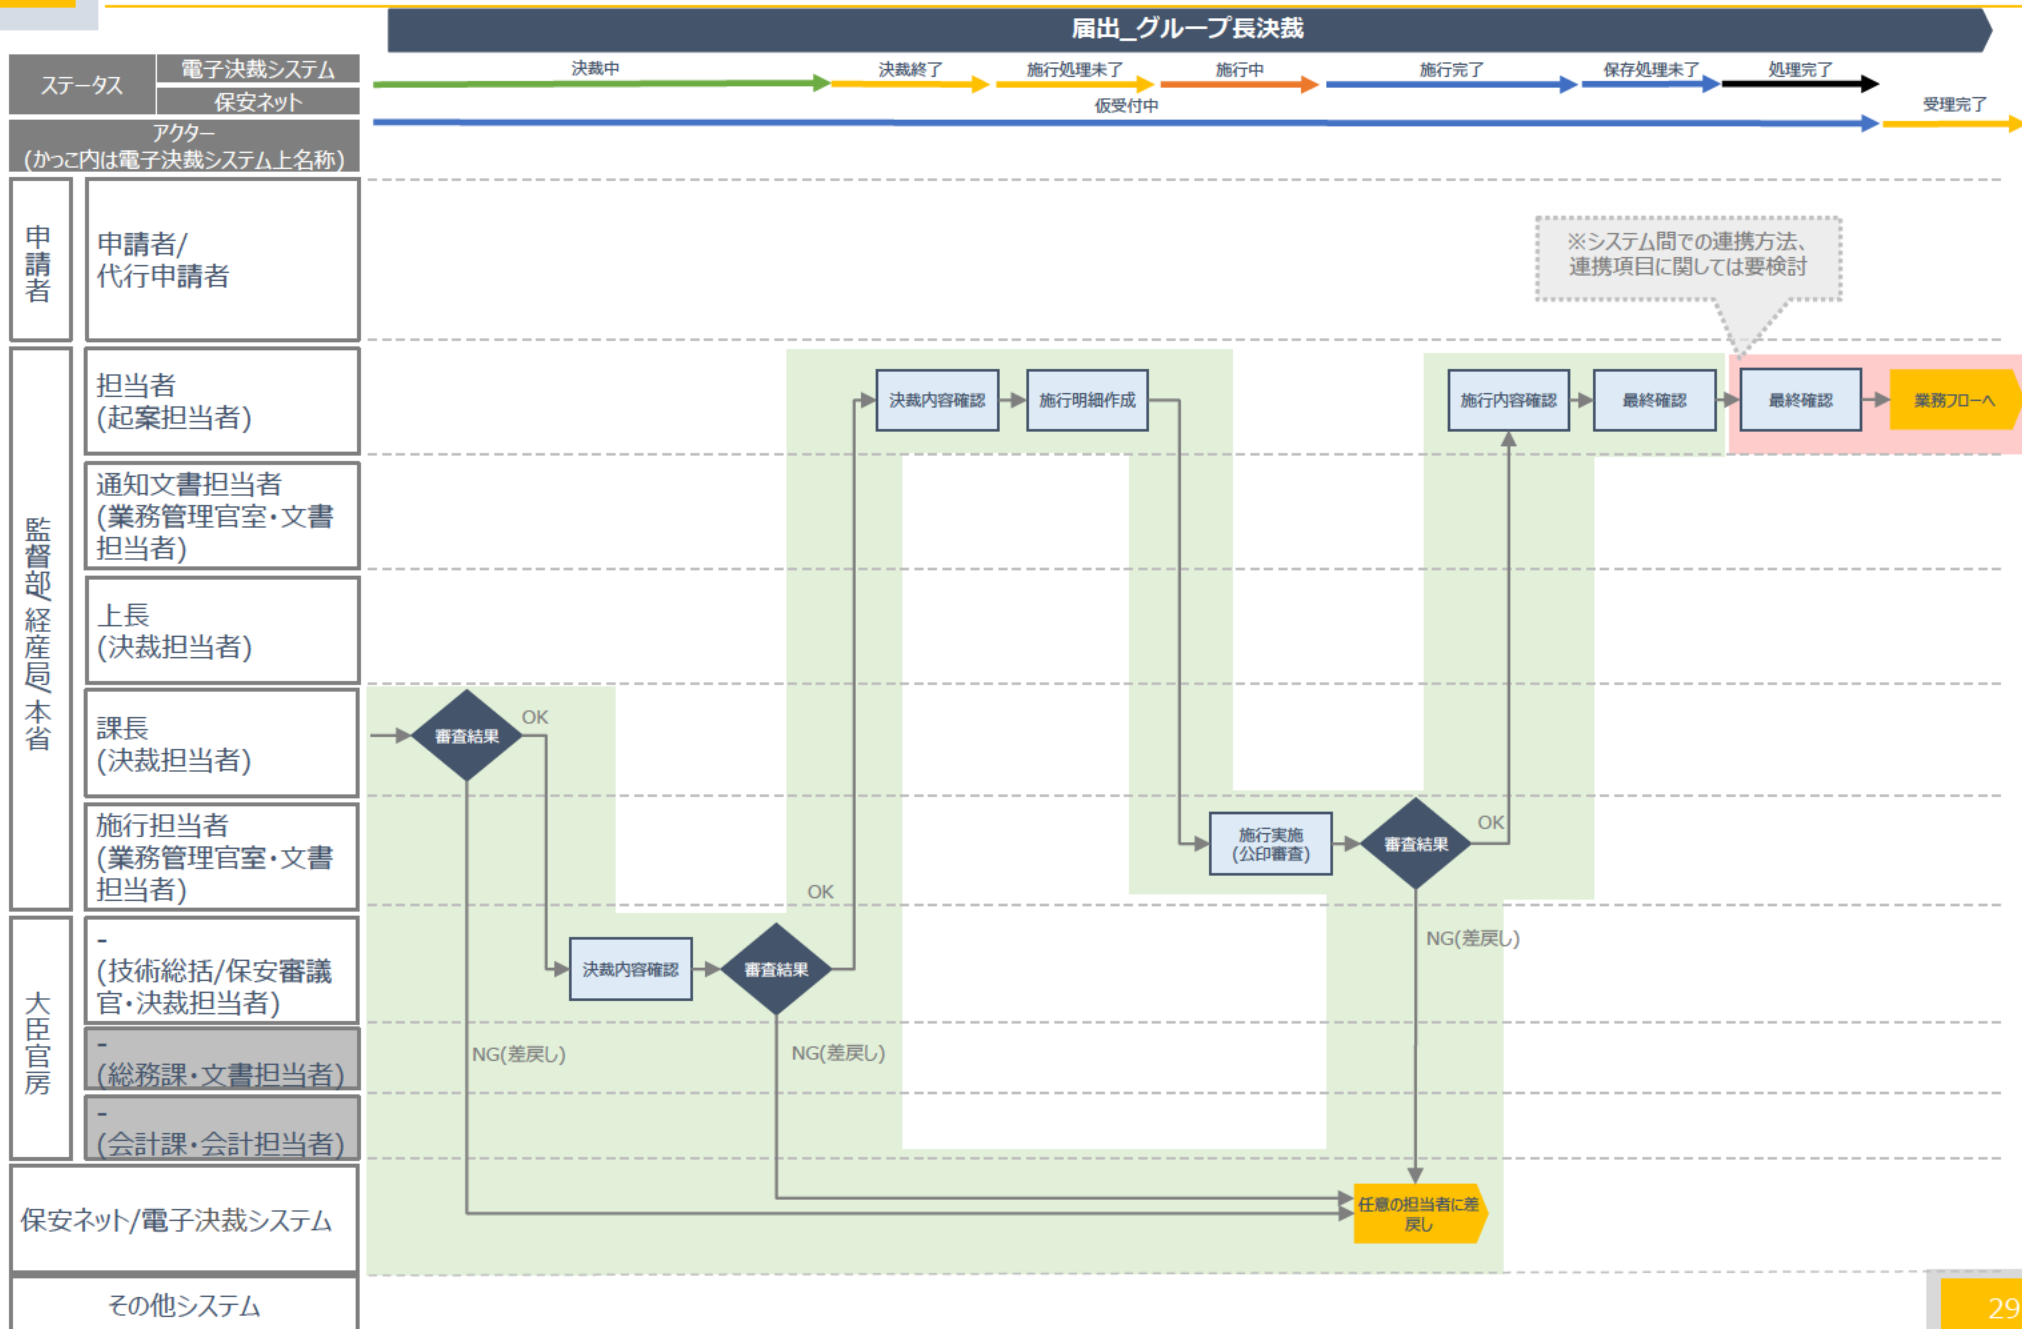 届出_グループ長決裁
ステータス
電子決裁システム
保安ネット
決裁中
決裁終了
施行処理未了
施行中
施行完了
保存処理未了
処理完了
仮受付中
受理完了
アクター
(かっこ内は電子決裁システム上名称)
申請者
申請者/
代行申請者
※システム間での連携方法、
連携項目に関しては要検討
監督部/経産局/本省
担当者
(起案担当者)
決裁内容確認
施行明細作成
施行内容確認
最終確認
最終確認
業務フローへ
通知文書担当者
(業務管理官室・文書
担当者)
上長
(決裁担当者)
課長
(決裁担当者)
審査結果
OK
施行担当者
(業務管理官室・文書
担当者)
施行実施
(公印審査)
審査結果
OK
OK
NG(差戻し)
大臣官房
-
(技術総括/保安審議
官・決裁担当者)
決裁内容確認
審査結果
-
(総務課・文書担当者)
NG(差戻し)
NG(差戻し)
-
(会計課・会計担当者)
保安ネット/電子決裁システム
任意の担当者に差
戻し
その他システム
29